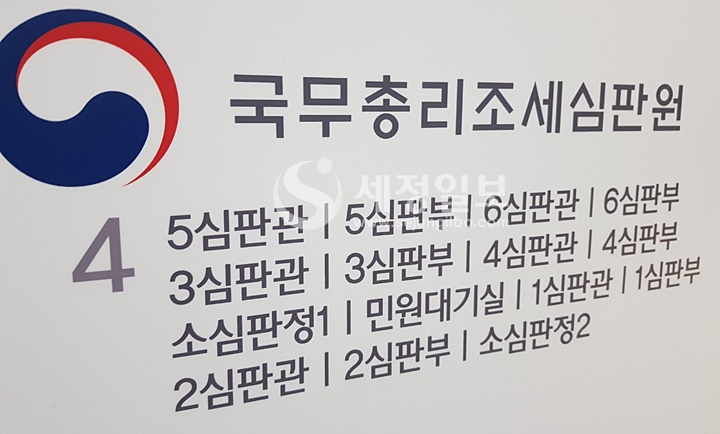 국무총리조세심판원
세정일보
www.sejungilbo.com
4
5심판관 | 5심판부 | 6심판관 | 6심판부
3심판관 | 3심판부 | 4심판관 | 4심판부
소심판정1 | 민원대기실 | 1심판관 | 1심판부
2심판관 | 2심판부 | 소심판정2